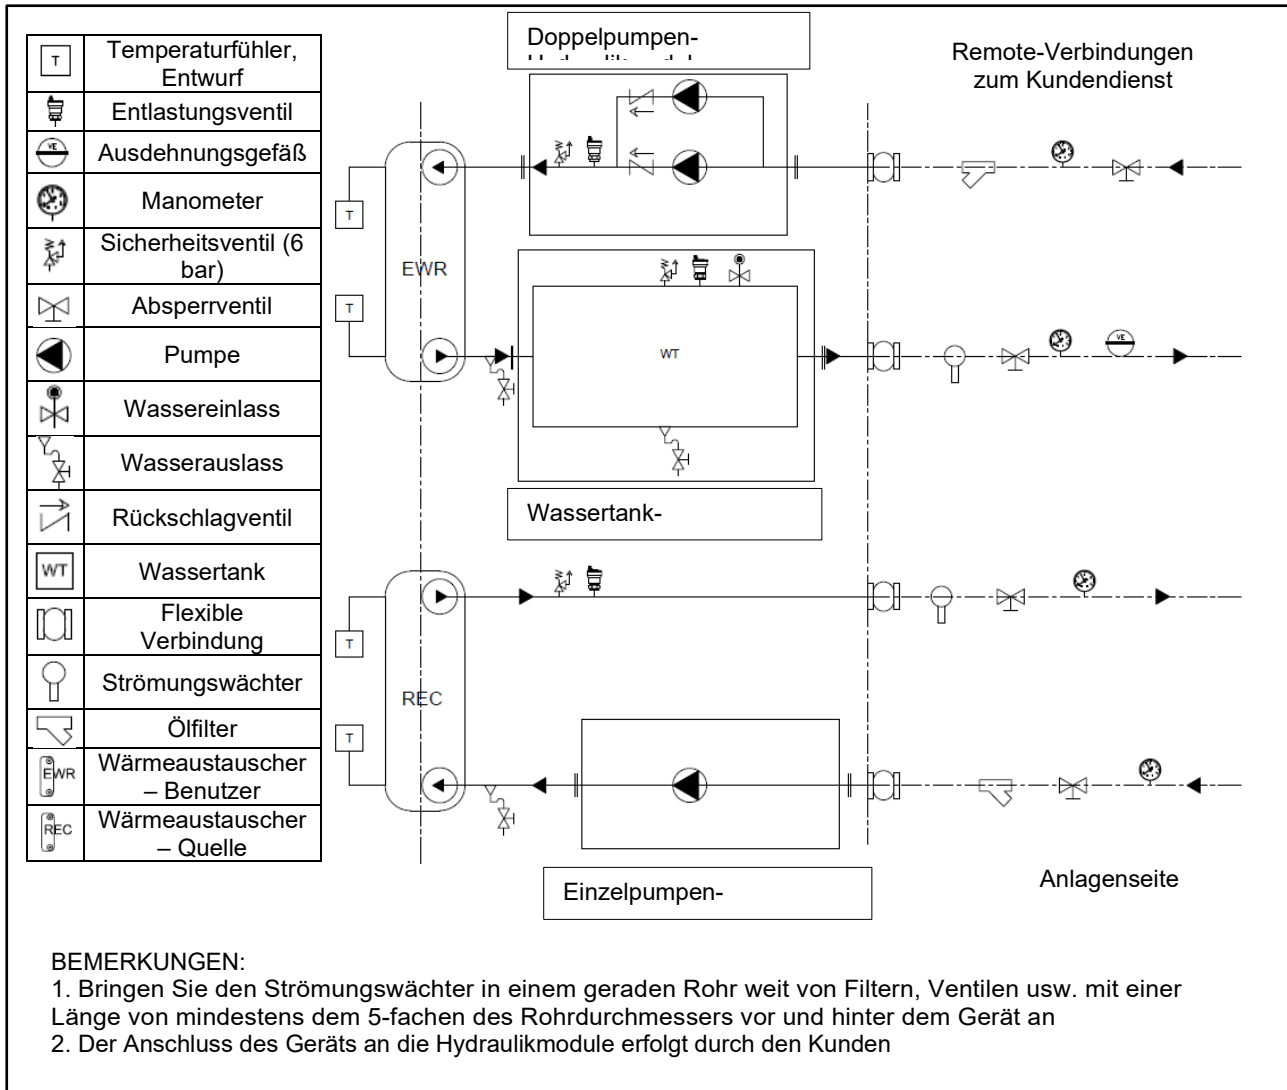 T
Temperaturfühler,
Entwurf
Entlastungsventil
VE
Ausdehnungsgefäß
Manometer
Sicherheitsventil (6
bar)
Absperrventil
Pumpe
Wassereinlass
Wasserauslass
Rückschlagventil
WT
Wassertank
Flexible
Verbindung
Strömungswächter
Ölfilter
EWR
Wärmeaustauscher
– Benutzer
REC
Wärmeaustauscher
– Quelle
Doppelpumpen-
Remote-Verbindungen
zum Kundendienst
T
EWR
T
WT
VE
Wassertank-
T
REC
T
Einzelpumpen-
Anlagenseite
BEMERKUNGEN:
1. Bringen Sie den Strömungswächter in einem geraden Rohr weit von Filtern, Ventilen usw. mit einer
Länge von mindestens dem 5-fachen des Rohrdurchmessers vor und hinter dem Gerät an
2. Der Anschluss des Geräts an die Hydraulikmodule erfolgt durch den Kunden